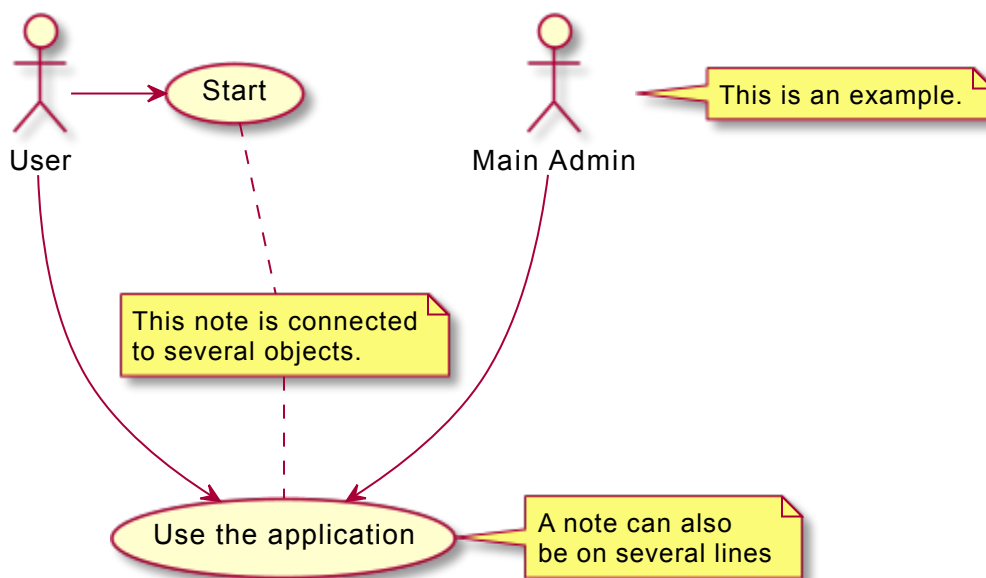 Start
This is an example.
User
Main Admin
This note is connected
to several objects.
Use the application
A note can also
be on several lines